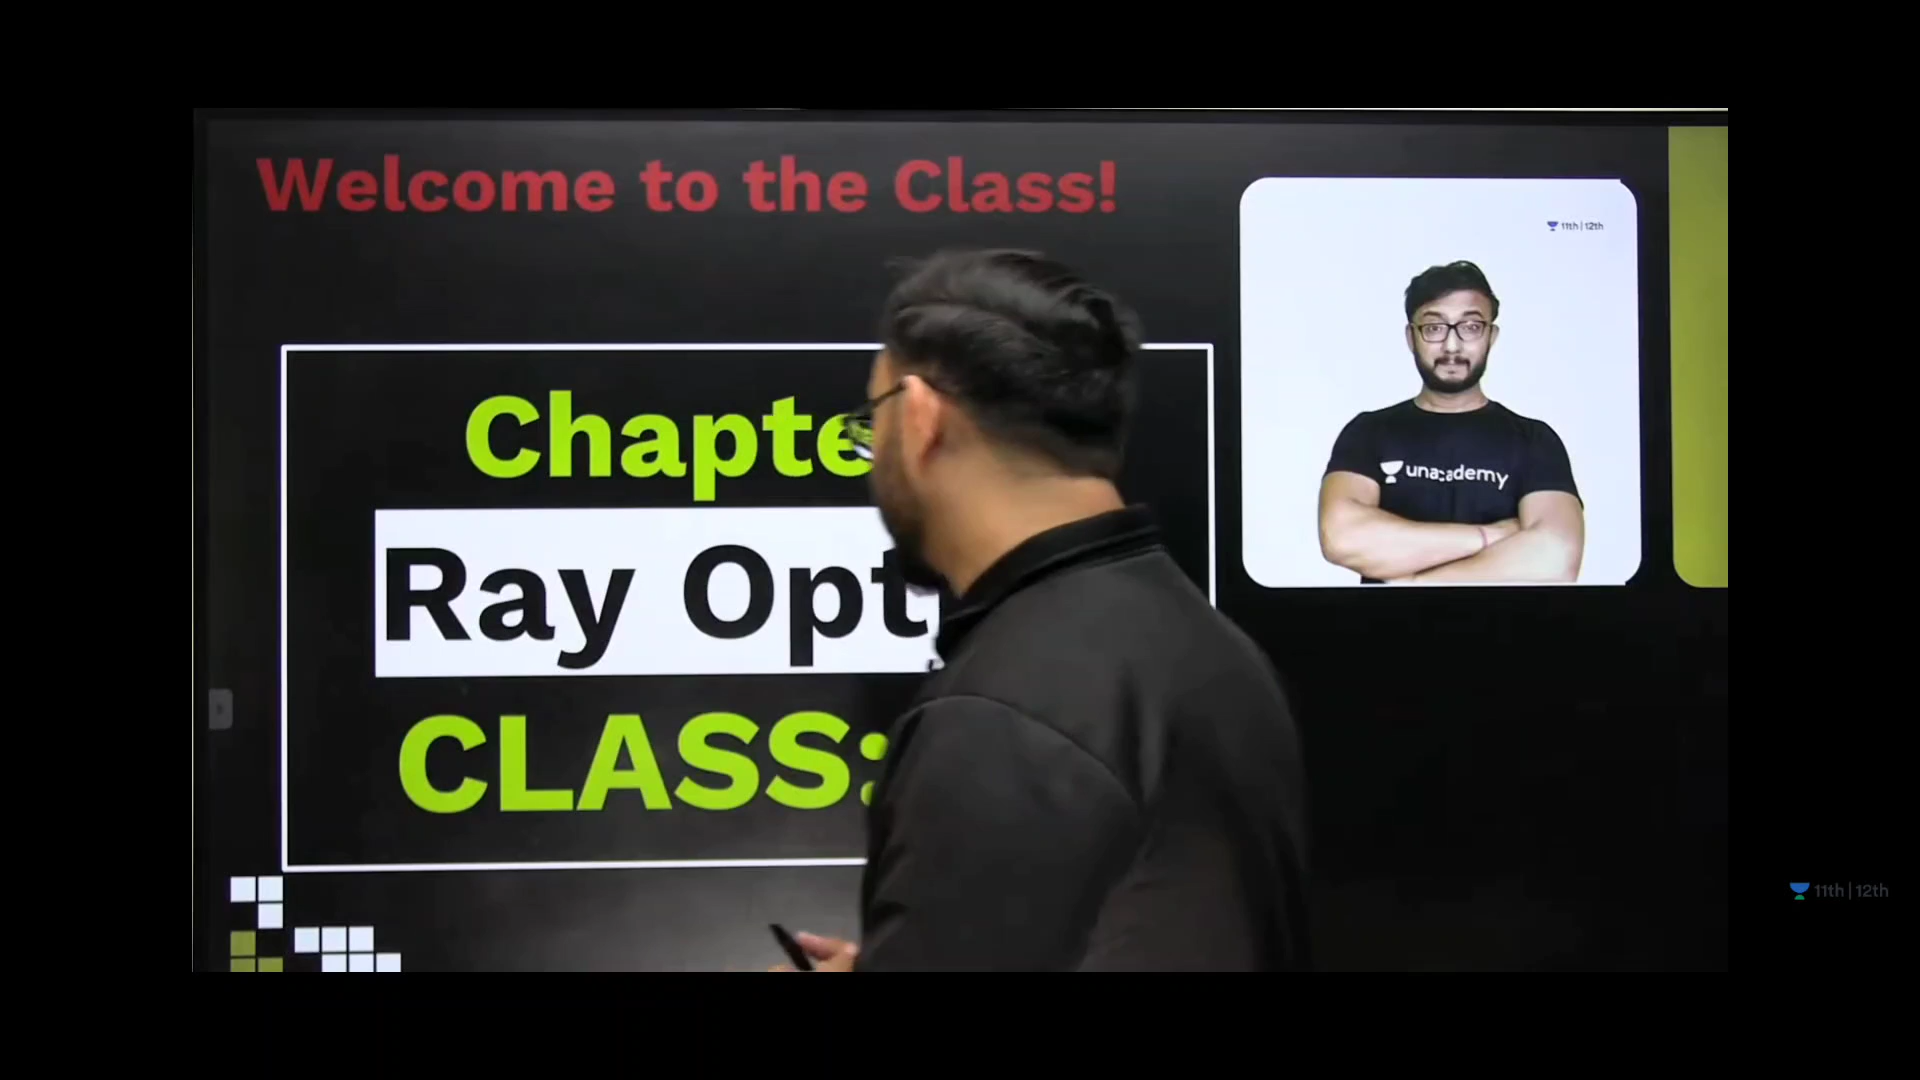 Welcome to the Class!
11th | 12th
unacademy
Chapte
Ray Opt
CLASS:
11th | 12th